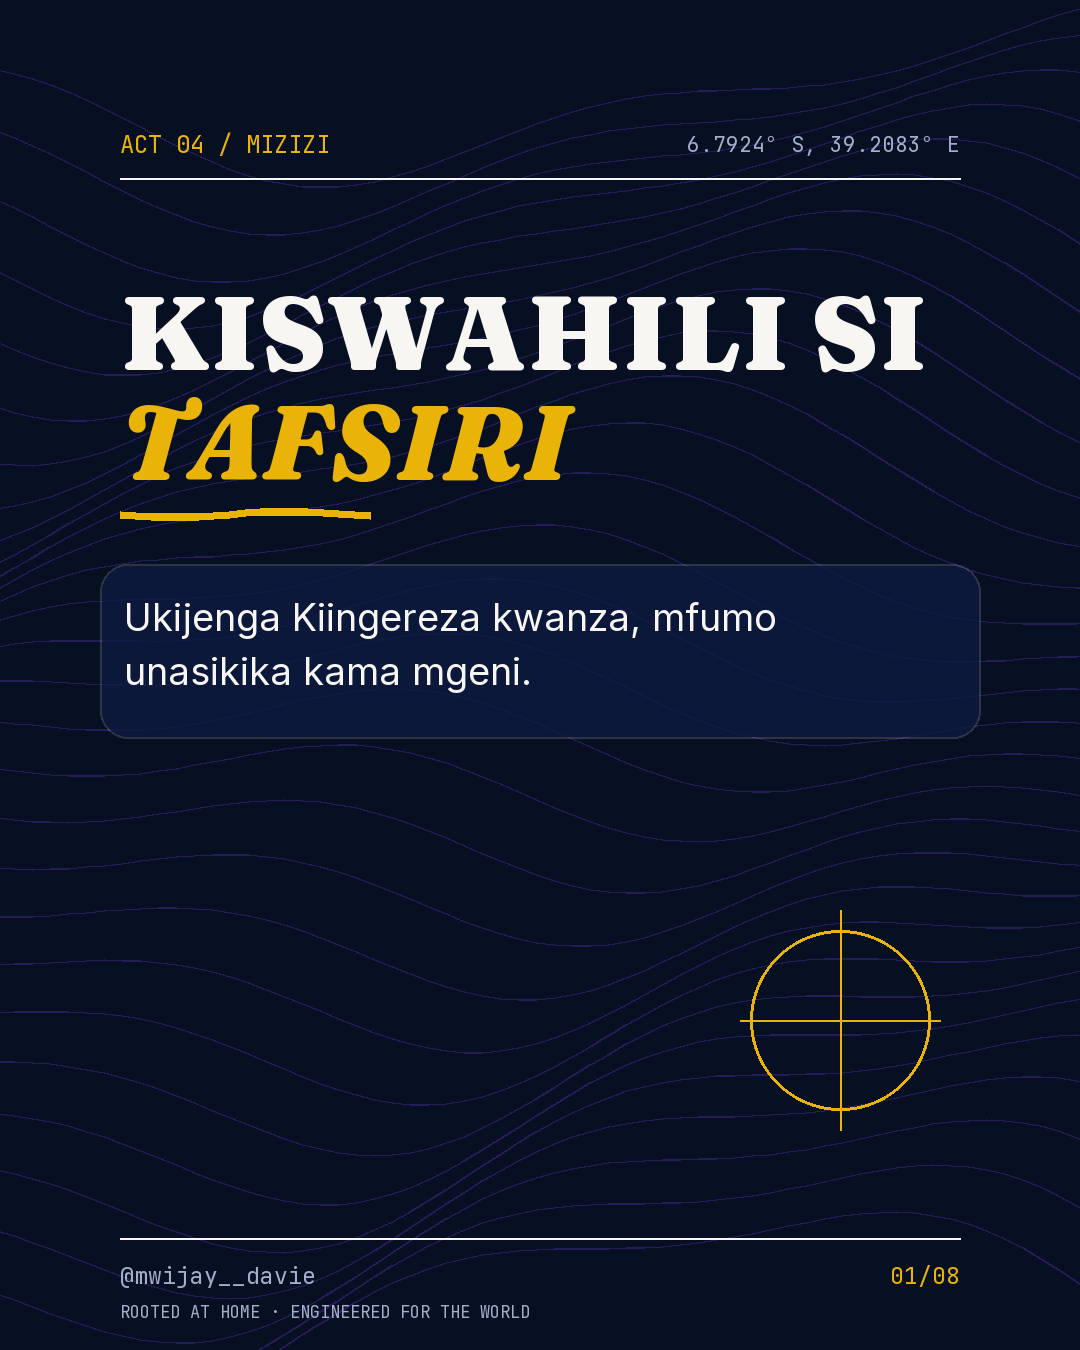 ACT 04 / MIZIZI
6.7924° S, 39.2083° E
KISWAHILI SI
TAFSIRI
Ukijenga Kiingereza kwanza, mfumo
unasikika kama mgeni.
@mwijay__davie
01/08
ROOTED AT HOME · ENGINEERED FOR THE WORLD